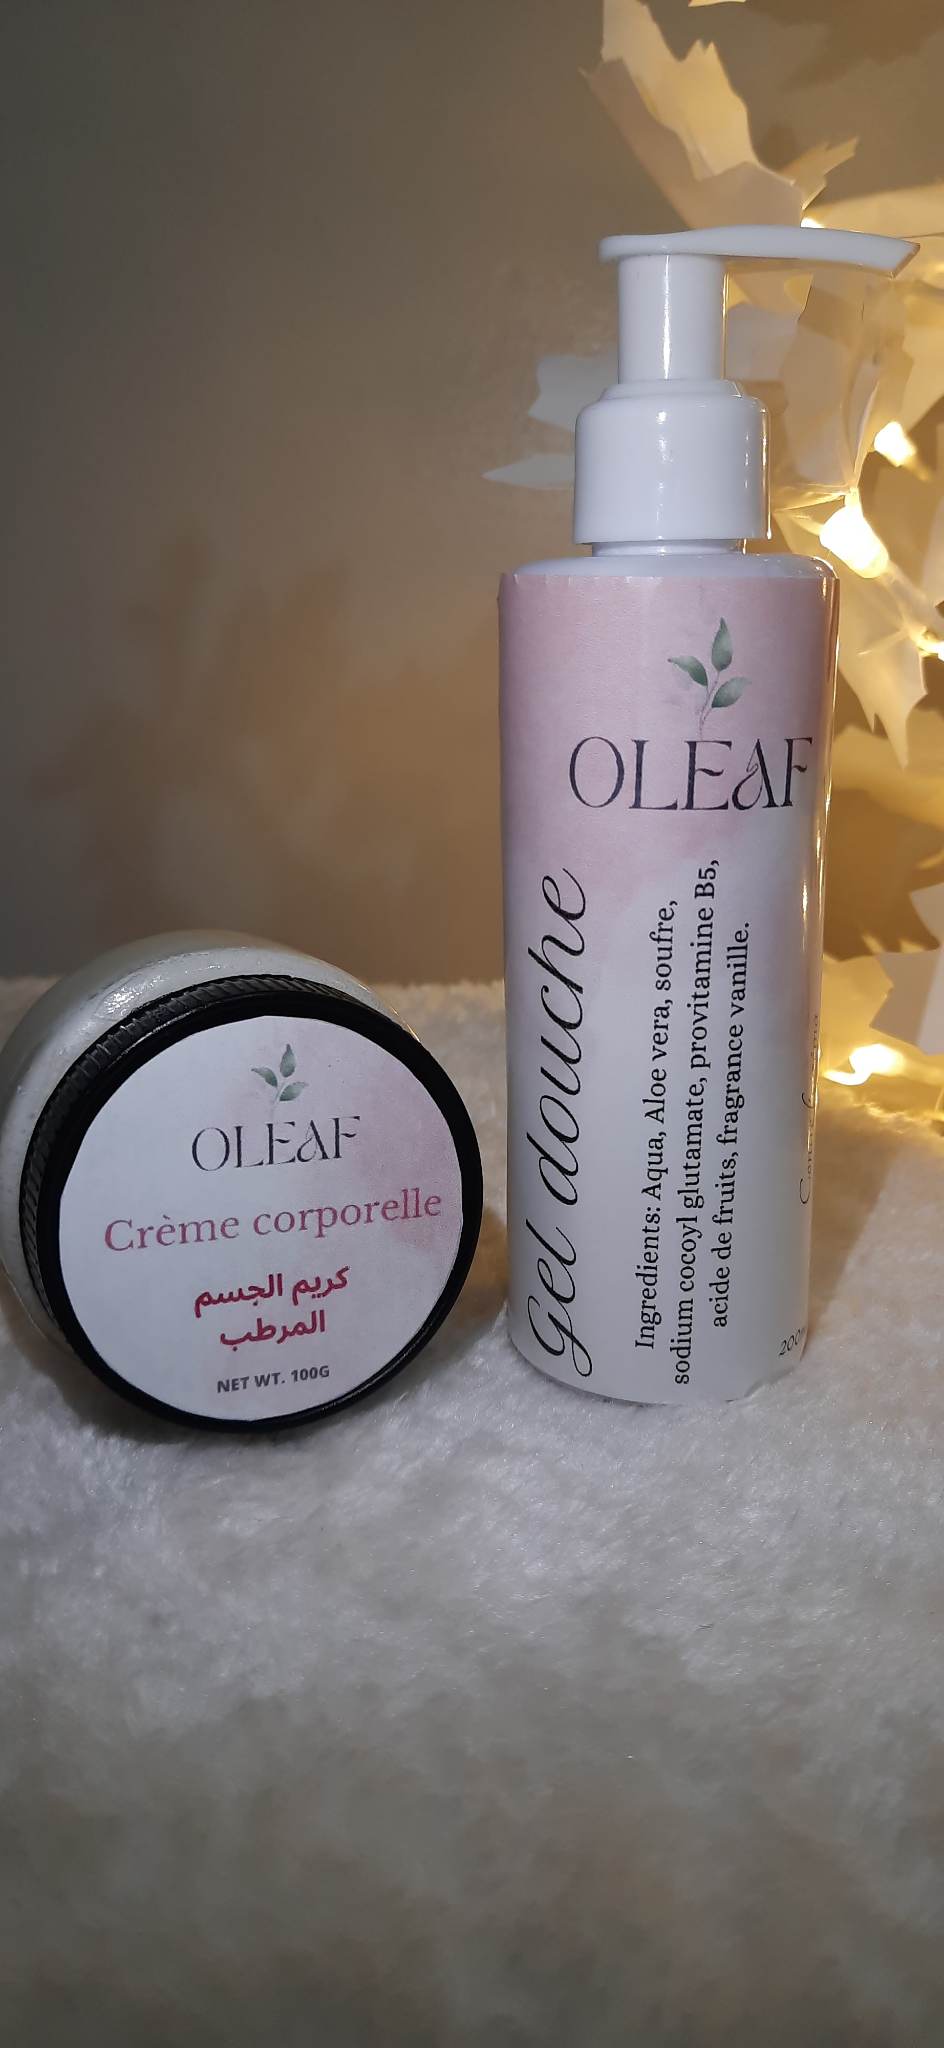 OLEAF
Crème corporelle
كريم الجسم
المرطب
NET WT. 100G
OLEAF
Gel douche
Ingredients: Aqua, Aloe vera, soufre,
sodium cocoyl glutamate, provitamine B5,
acide de fruits, fragrance vanille.